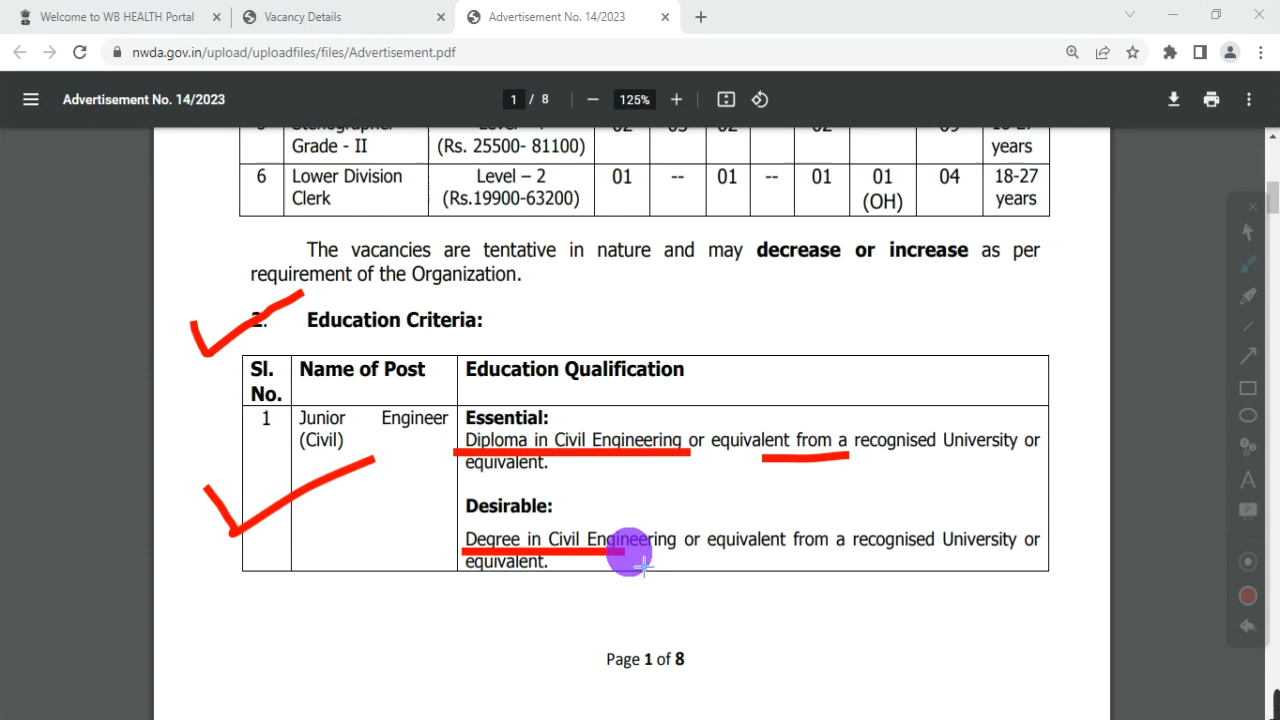 Welcome to WB HEALTH Portal
Vacancy Details
Advertisement No. 14/2023
nwda.gov.in/upload/uploadfiles/files/Advertisement.pdf
Advertisement No. 14/2023
1 / 8
125%
Grade - II (Rs. 25500- 81100) years
6 Lower Division Level – 2 01 -- 01 -- 01 01 04 18-27
Clerk (Rs.19900-63200) (OH) years
The vacancies are tentative in nature and may decrease or increase as per
requirement of the Organization.
2. Education Criteria:
Sl. Name of Post Education Qualification
No.
1 Junior Engineer Essential:
(Civil) Diploma in Civil Engineering or equivalent from a recognised University or
equivalent.
Desirable:
Degree in Civil Engineering or equivalent from a recognised University or
equivalent.
Page 1 of 8